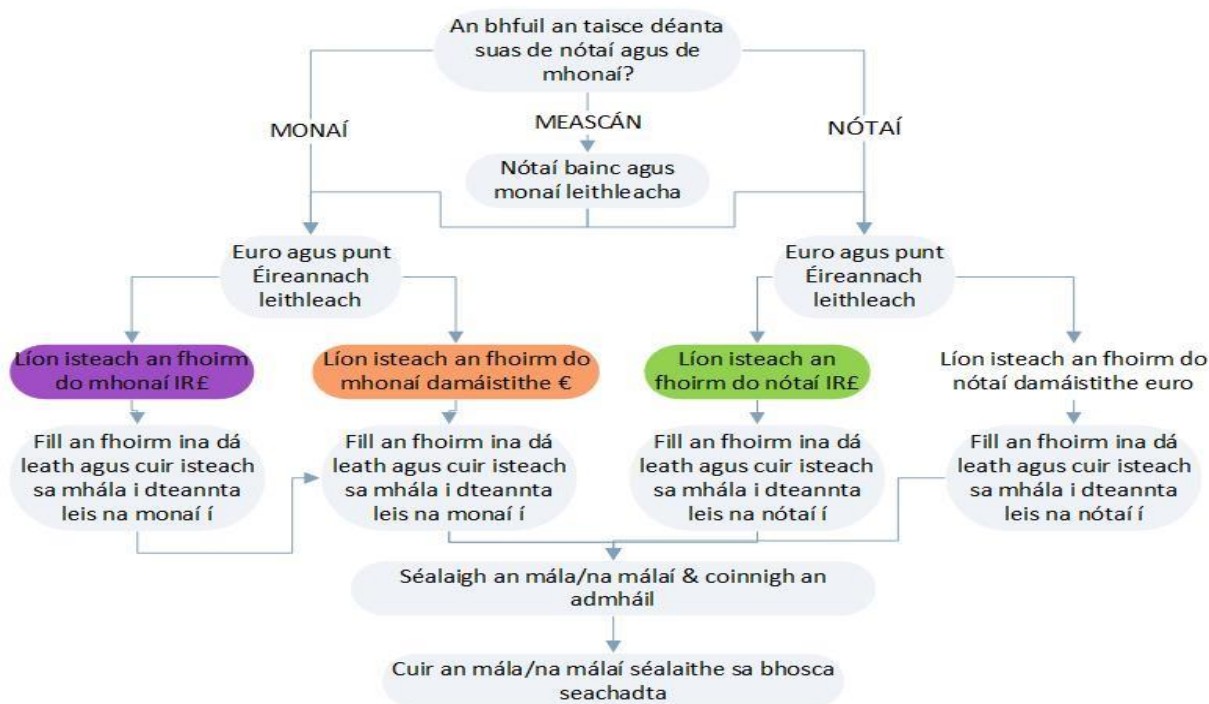 An bhfuil an taisce déanta
suas de nótaí agus de
mhonaí?
MONAÍ
MEASCÁN
NÓTAÍ
Nótaí bainc agus
monaí leithleacha
Euro agus punt
Éireannach
leithleach
Euro agus punt
Éireannach
leithleach
Líon isteach an fhoirm
do mhonaí IR£
Líon isteach an fhoirm do
mhonaí damáistithe €
Líon isteach an
fhoirm do nótaí IR£
Líon isteach an fhoirm do
nótaí damáistithe euro
Fill an fhoirm ina dá
leath agus cuir isteach
sa mhála i dteannta
leis na monaí í
Fill an fhoirm ina dá
leath agus cuir isteach
sa mhála i dteannta
leis na monaí í
Fill an fhoirm ina dá
leath agus cuir isteach
sa mhála i dteannta
leis na nótaí í
Fill an fhoirm ina dá
leath agus cuir isteach
sa mhála i dteannta
leis na nótaí í
Séalaigh an mála/na málaí & coinnigh an
admháil
Cuir an mála/na málaí séalaithe sa bhosca
seachadta